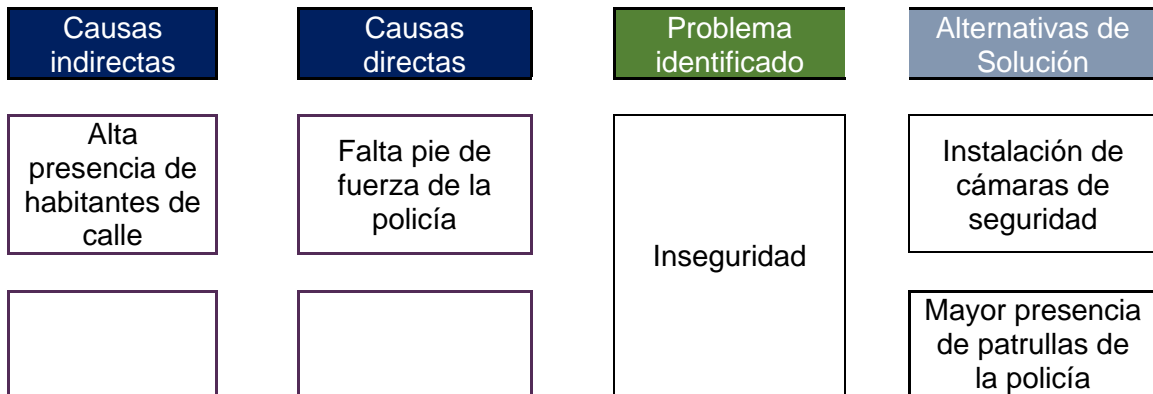 Causas
indirectas
Causas
directas
Problema
identificado
Alternativas de
Solución
Alta
presencia de
habitantes de
calle
Falta pie de
fuerza de la
policía
Inseguridad
Instalación de
cámaras de
seguridad
Mayor presencia
de patrullas de
la policía